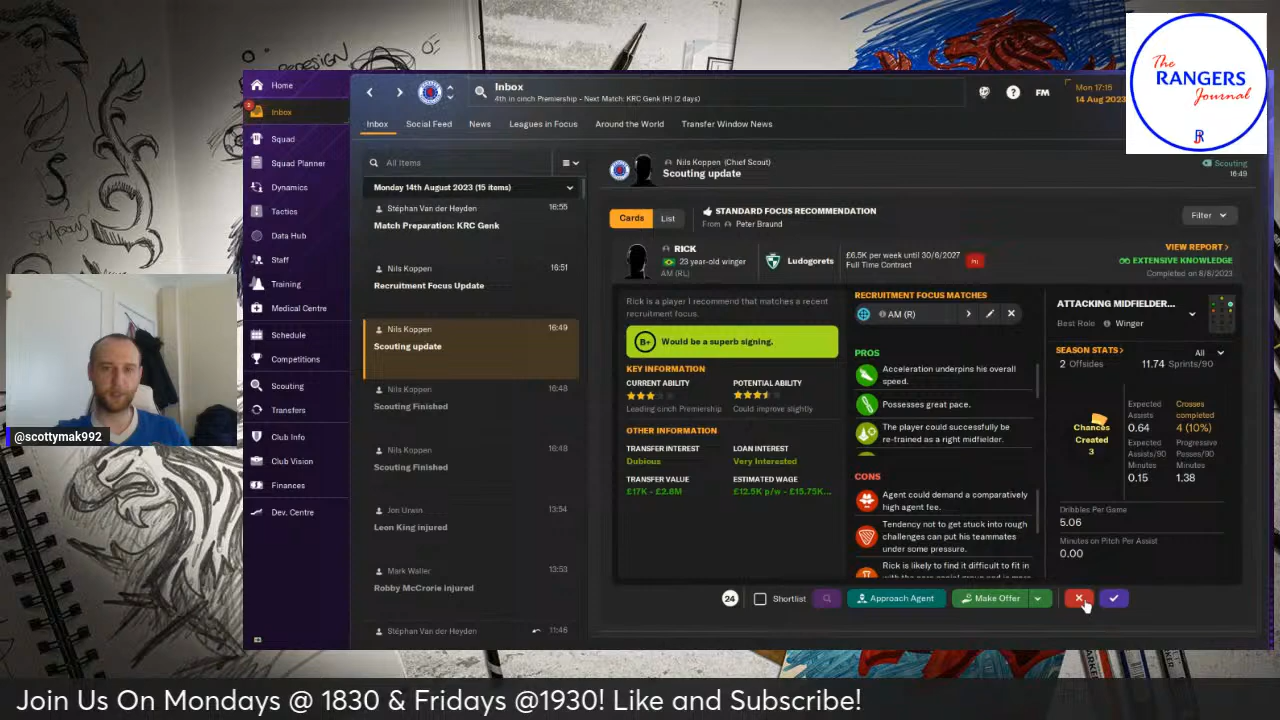 The
RANGERS
Journal
Home
2
Inbox
Squad
Squad Planner
Dynamics
Tactics
Data Hub
Staff
Training
Medical Centre
Schedule
Competitions
Scouting
Transfers
Club Info
Club Vision
Finances
Dev. Centre
Inbox
4th in cinch Premiership - Next Match: KRC Genk (H) (2 days)
FM
Mon 17:15
14 Aug 2023
Inbox
Social Feed
News
Leagues in Focus
Around the World
Transfer Window News
All Items
Monday 14th August 2023 (15 items)
Stéphan Van der Heyden 16:55
Match Preparation: KRC Genk
Nils Koppen 16:51
Recruitment Focus Update
Nils Koppen 16:49
Scouting update
Nils Koppen 16:48
Scouting Finished
Nils Koppen 16:48
Scouting Finished
Jon Urwin 13:54
Leon King injured
Mark Waller 13:53
Robby McCrorie injured
Stéphan Van der Heyden 11:46
Nils Koppen (Chief Scout)
Scouting update
Scouting
16:49
Cards
List
STANDARD FOCUS RECOMMENDATION
From Peter Braund
Filter
RICK
23 year-old winger
AM (RL)
Ludogorets
£6.5K per week until 30/6/2027
Full Time Contract
VIEW REPORT >
EXTENSIVE KNOWLEDGE
Completed on 8/8/2023
Rick is a player I recommend that matches a recent
recruitment focus.
B+ Would be a superb signing.
KEY INFORMATION
CURRENT ABILITY
POTENTIAL ABILITY
Leading cinch Premiership
Could improve slightly
OTHER INFORMATION
TRANSFER INTEREST
LOAN INTEREST
Dubious
Very Interested
TRANSFER VALUE
ESTIMATED WAGE
£17K - £2.8M
£12.5K p/w - £15.75K...
RECRUITMENT FOCUS MATCHES
AM (R)
PROS
Acceleration underpins his overall
speed.
Possesses great pace.
The player could successfully be
re-trained as a right midfielder.
CONS
Agent could demand a comparatively
high agent fee.
Tendency not to get stuck into rough
challenges can put his teammates
under some pressure.
Rick is likely to find it difficult to fit in
ATTACKING MIDFIELDER...
Best Role Winger
SEASON STATS >
All
2 Offsides
11.74 Sprints/90
Chances
Created
3
Expected
Assists
0.64
Crosses
completed
4 (10%)
Expected
Assists/90
Minutes
0.15
Progressive
Passes/90
Minutes
1.38
Dribbles Per Game
5.06
Minutes on Pitch Per Assist
0.00
24
Shortlist
Approach Agent
Make Offer
@scottymak992
Join Us On Mondays @ 1830 & Fridays @1930! Like and Subscribe!